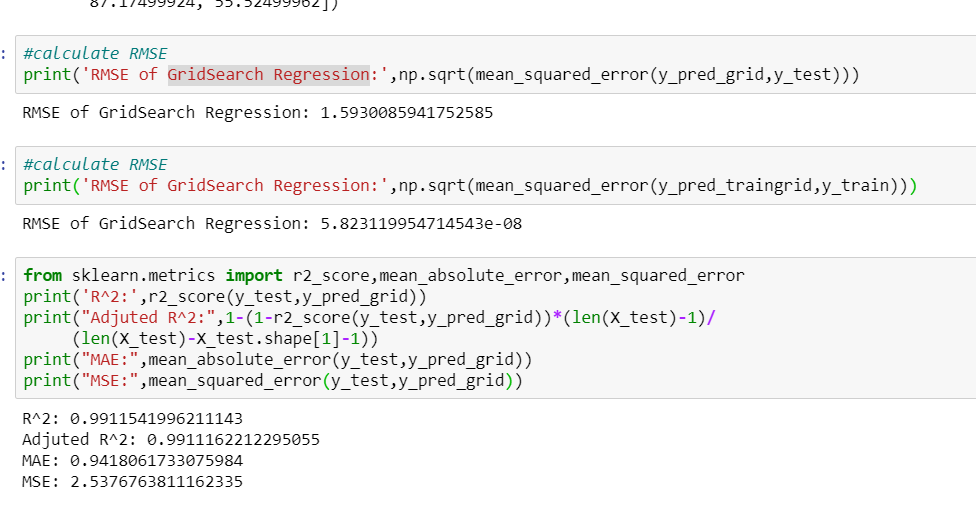 87.17499924, 55.52499962])
: #calculate RMSE
print('RMSE of GridSearch Regression:',np.sqrt(mean_squared_error(y_pred_grid,y_test)))
RMSE of GridSearch Regression: 1.5930085941752585
: #calculate RMSE
print('RMSE of GridSearch Regression:',np.sqrt(mean_squared_error(y_pred_traingrid,y_train)))
RMSE of GridSearch Regression: 5.823119954714543e-08
: from sklearn.metrics import r2_score,mean_absolute_error,mean_squared_error
print('R^2:',r2_score(y_test,y_pred_grid))
print("Adjuted R^2:",1-(1-r2_score(y_test,y_pred_grid))*(len(X_test)-1)/
(len(X_test)-X_test.shape[1]-1))
print("MAE:",mean_absolute_error(y_test,y_pred_grid))
print("MSE:",mean_squared_error(y_test,y_pred_grid))
R^2: 0.9911541996211143
Adjuted R^2: 0.9911162212295055
MAE: 0.9418061733075984
MSE: 2.5376763811162335